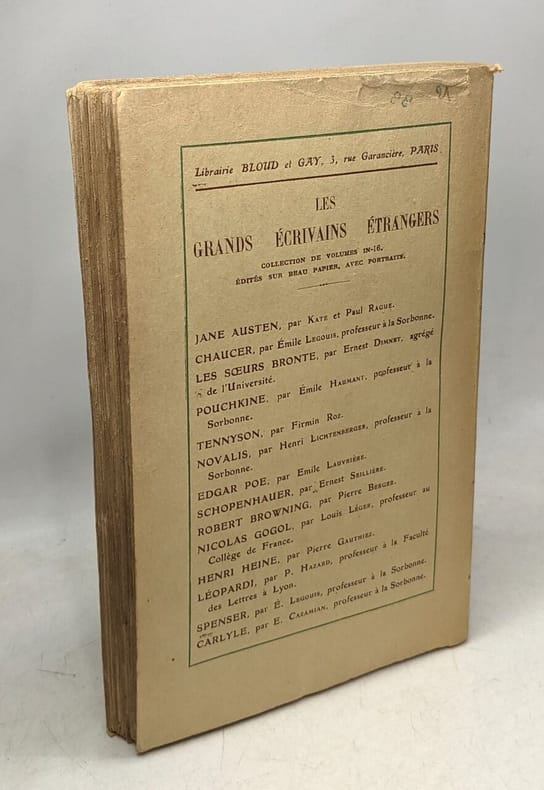 Librairie BLOUD et GAY, 3, rue Garancière, PARIS
LES
GRANDS ÉCRIVAINS ÉTRANGERS
COLLECTION DE VOLUMES IN-16,
ÉDITÉS SUR BEAU PAPIER, AVEC PORTRAITS.
JANE AUSTEN, par Kate et Paul Rague.
CHAUCER, par Émile Legouis, professeur à la Sorbonne.
LES SŒURS BRONTE, par Ernest Dimnet, agrégé
de l'Université.
POUCHKINE, par Émile Haumant, professeur à la
Sorbonne.
TENNYSON, par Firmin Roz.
NOVALIS, par Henri Lichtenberger, professeur à la
Sorbonne.
EDGAR POE, par Emile Lauvrière.
SCHOPENHAUER, par Ernest Seillière.
ROBERT BROWNING, par Pierre Berger.
NICOLAS GOGOL, par Louis Léger, professeur au
Collège de France.
HENRI HEINE, par Pierre Gauthiez.
LÉOPARDI, par P. Hazard, professeur à la Faculté
des Lettres à Lyon.
SPENSER, par É. Legouis, professeur à la Sorbonne.
CARLYLE, par E. Cazamian, professeur à la Sorbonne.